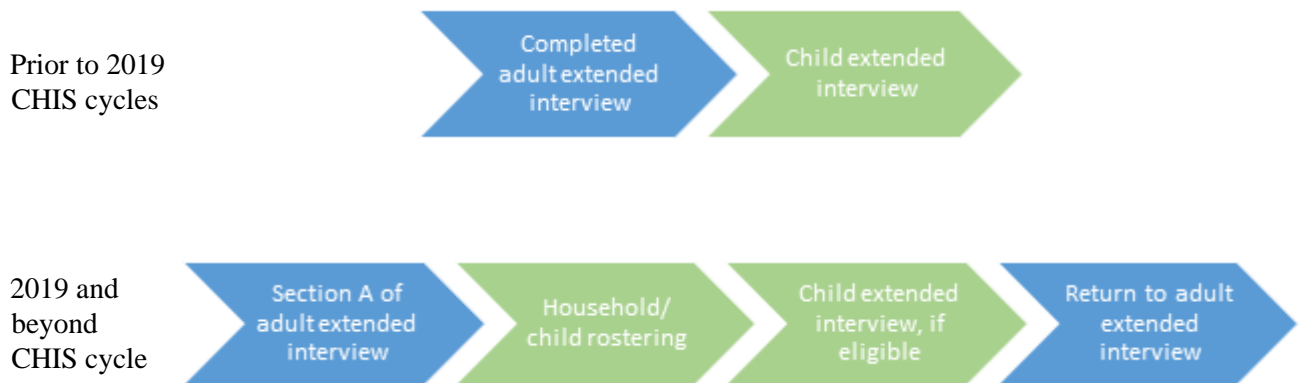 Prior to 2019
CHIS cycles
Completed
adult extended
interview
Child extended
interview
2019 and
beyond
CHIS cycle
Section A of
adult extended
interview
Household/
child rostering
Child extended
interview, if
eligible
Return to adult
extended
interview